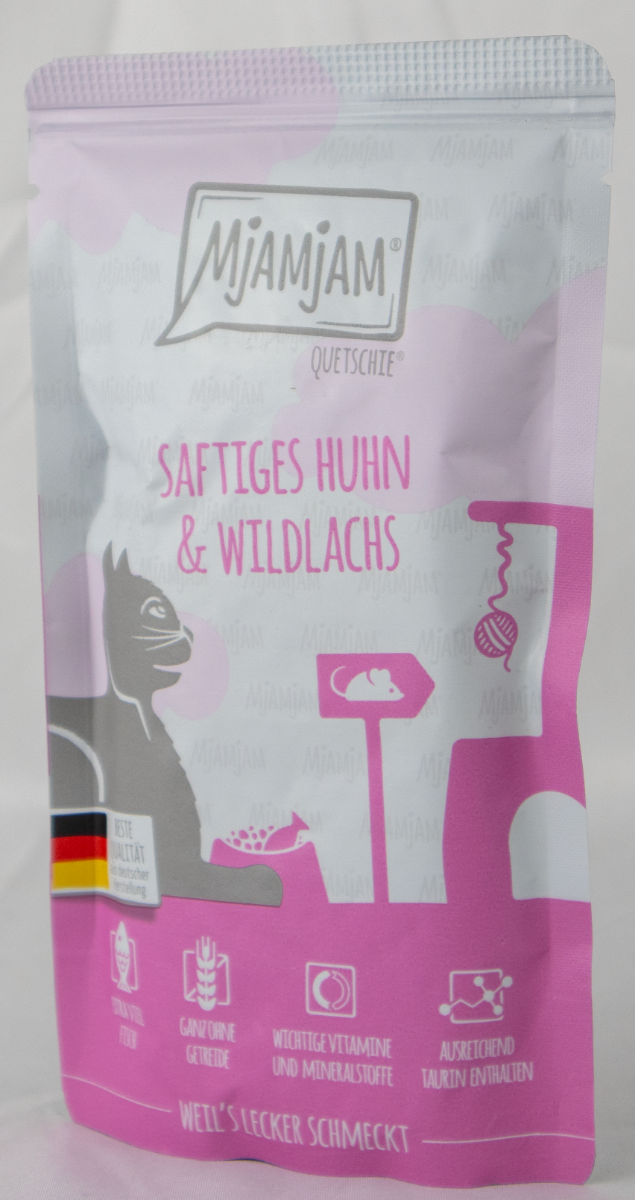 MJAMJAM®
QUETSCHIE®
SAFTIGES HUHN
& WILDLACHS
BESTE
QUALITÄT
aus deutscher
Herstellung
EXTRA VIEL
GANZ OHNE
GETREIDE
WICHTIGE VITAMINE
UND MINERALSTOFFE
AUSREICHEND
TAURIN ENTHALTEN
WEIL'S LECKER SCHMECKT